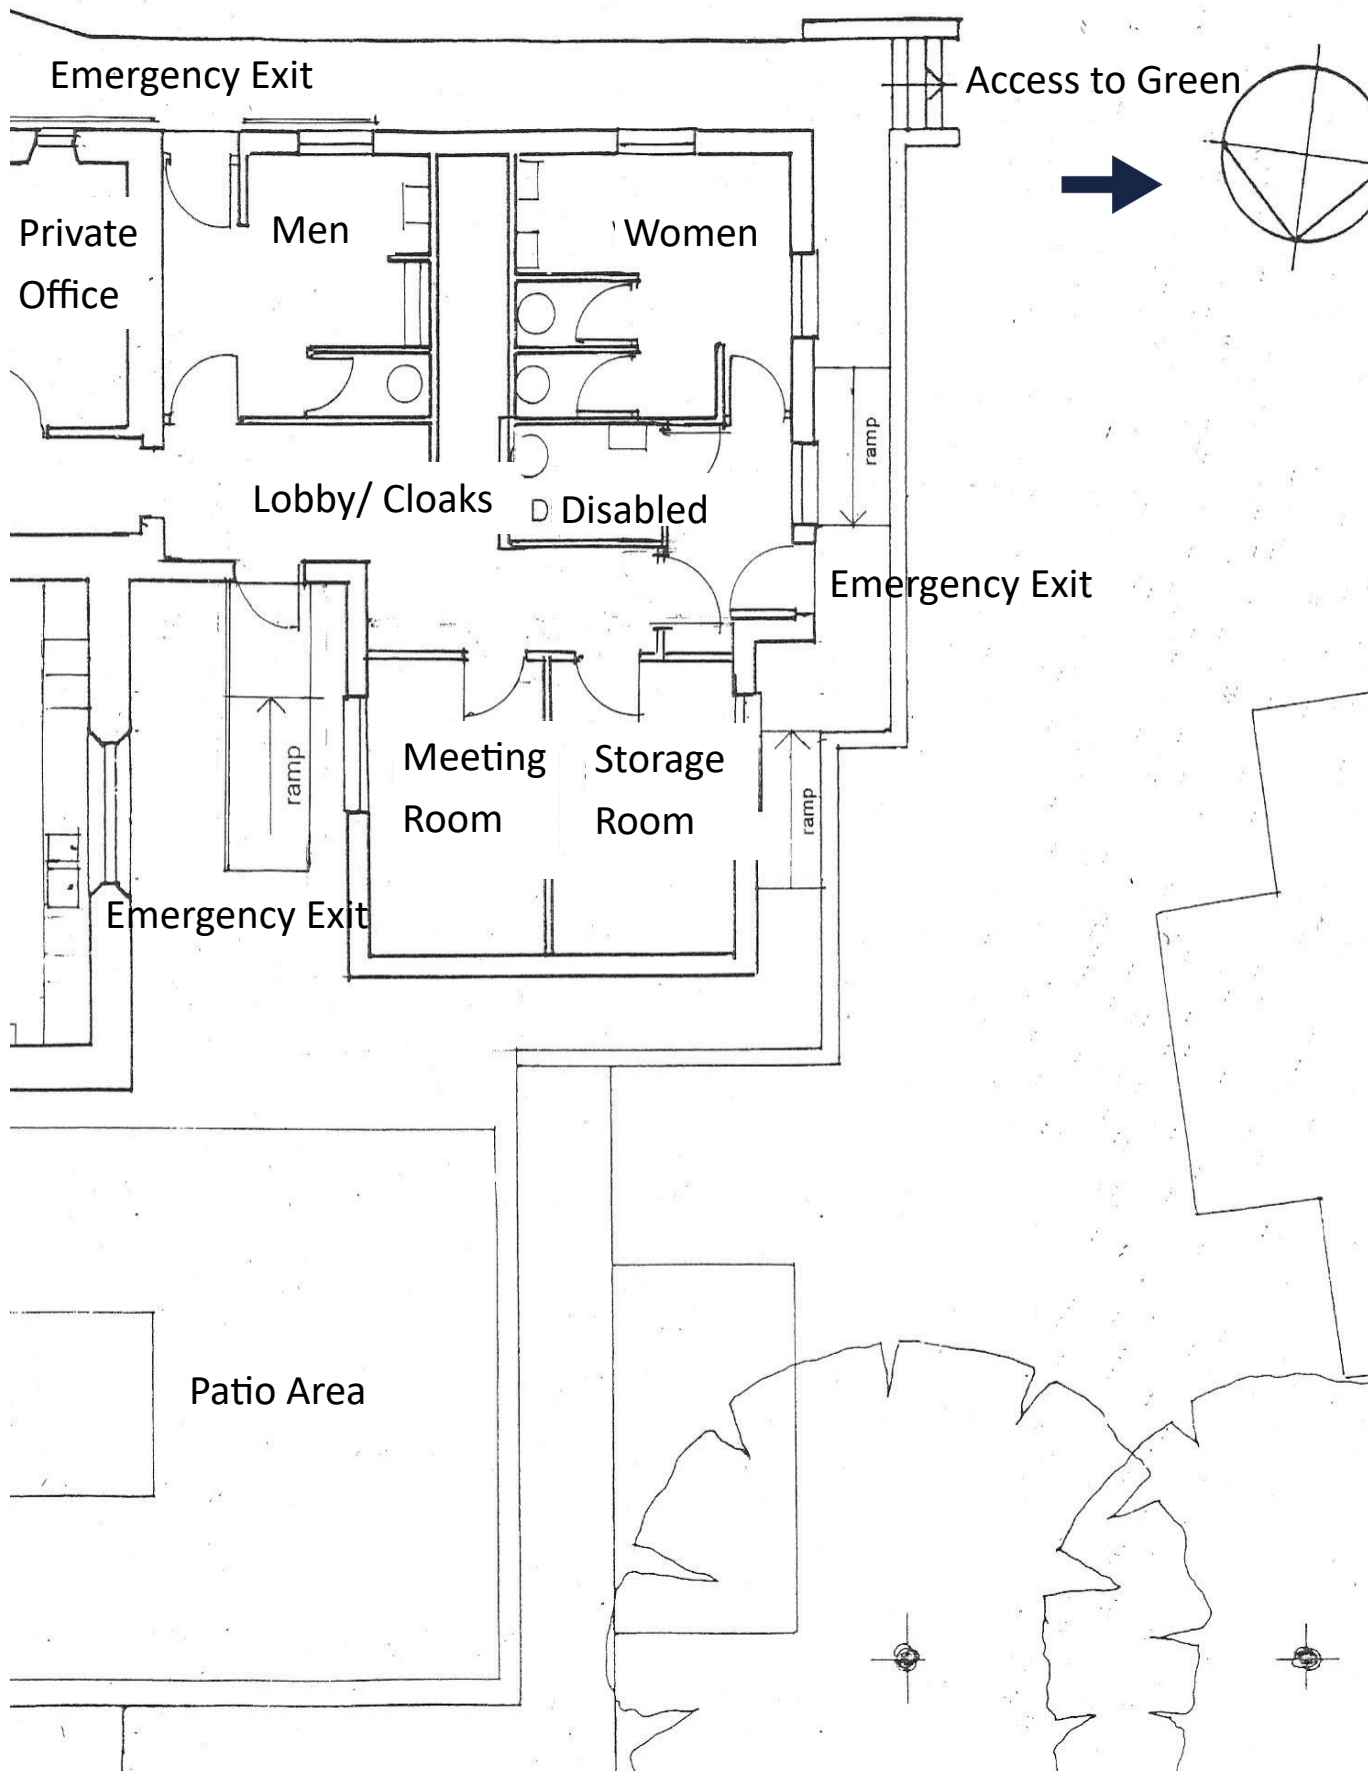 Emergency Exit
Access to Green
Private
Office
Men
Women
ramp
Lobby/ Cloaks
D
Disabled
Emergency Exit
ramp
Meeting
Room
Storage
Room
ramp
Emergency Exit
Patio Area